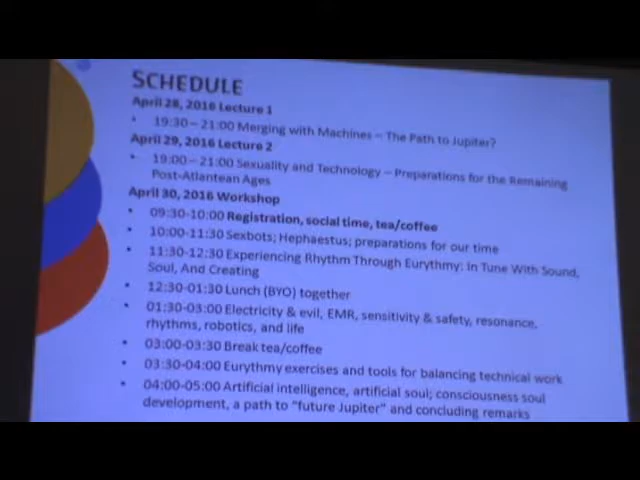 SCHEDULE
April 28, 2016 Lecture 1
• 19:30 – 21:00 Merging with Machines – The Path to Jupiter?
April 29, 2016 Lecture 2
• 19:00 – 21:00 Sexuality and Technology – Preparations for the Remaining
Post-Atlantean Ages
April 30, 2016 Workshop
• 09:30-10:00 Registration, social time, tea/coffee
• 10:00-11:30 Sexbots; Hephaestus; preparations for our time
• 11:30-12:30 Experiencing Rhythm Through Eurythmy: In Tune With Sound,
Soul, And Creating
• 12:30-01:30 Lunch (BYO) together
• 01:30-03:00 Electricity & evil, EMR, sensitivity & safety, resonance,
rhythms, robotics, and life
• 03:00-03:30 Break tea/coffee
• 03:30-04:00 Eurythmy exercises and tools for balancing technical work
• 04:00-05:00 Artificial intelligence, artificial soul; consciousness soul
development, a path to "future Jupiter" and concluding remarks